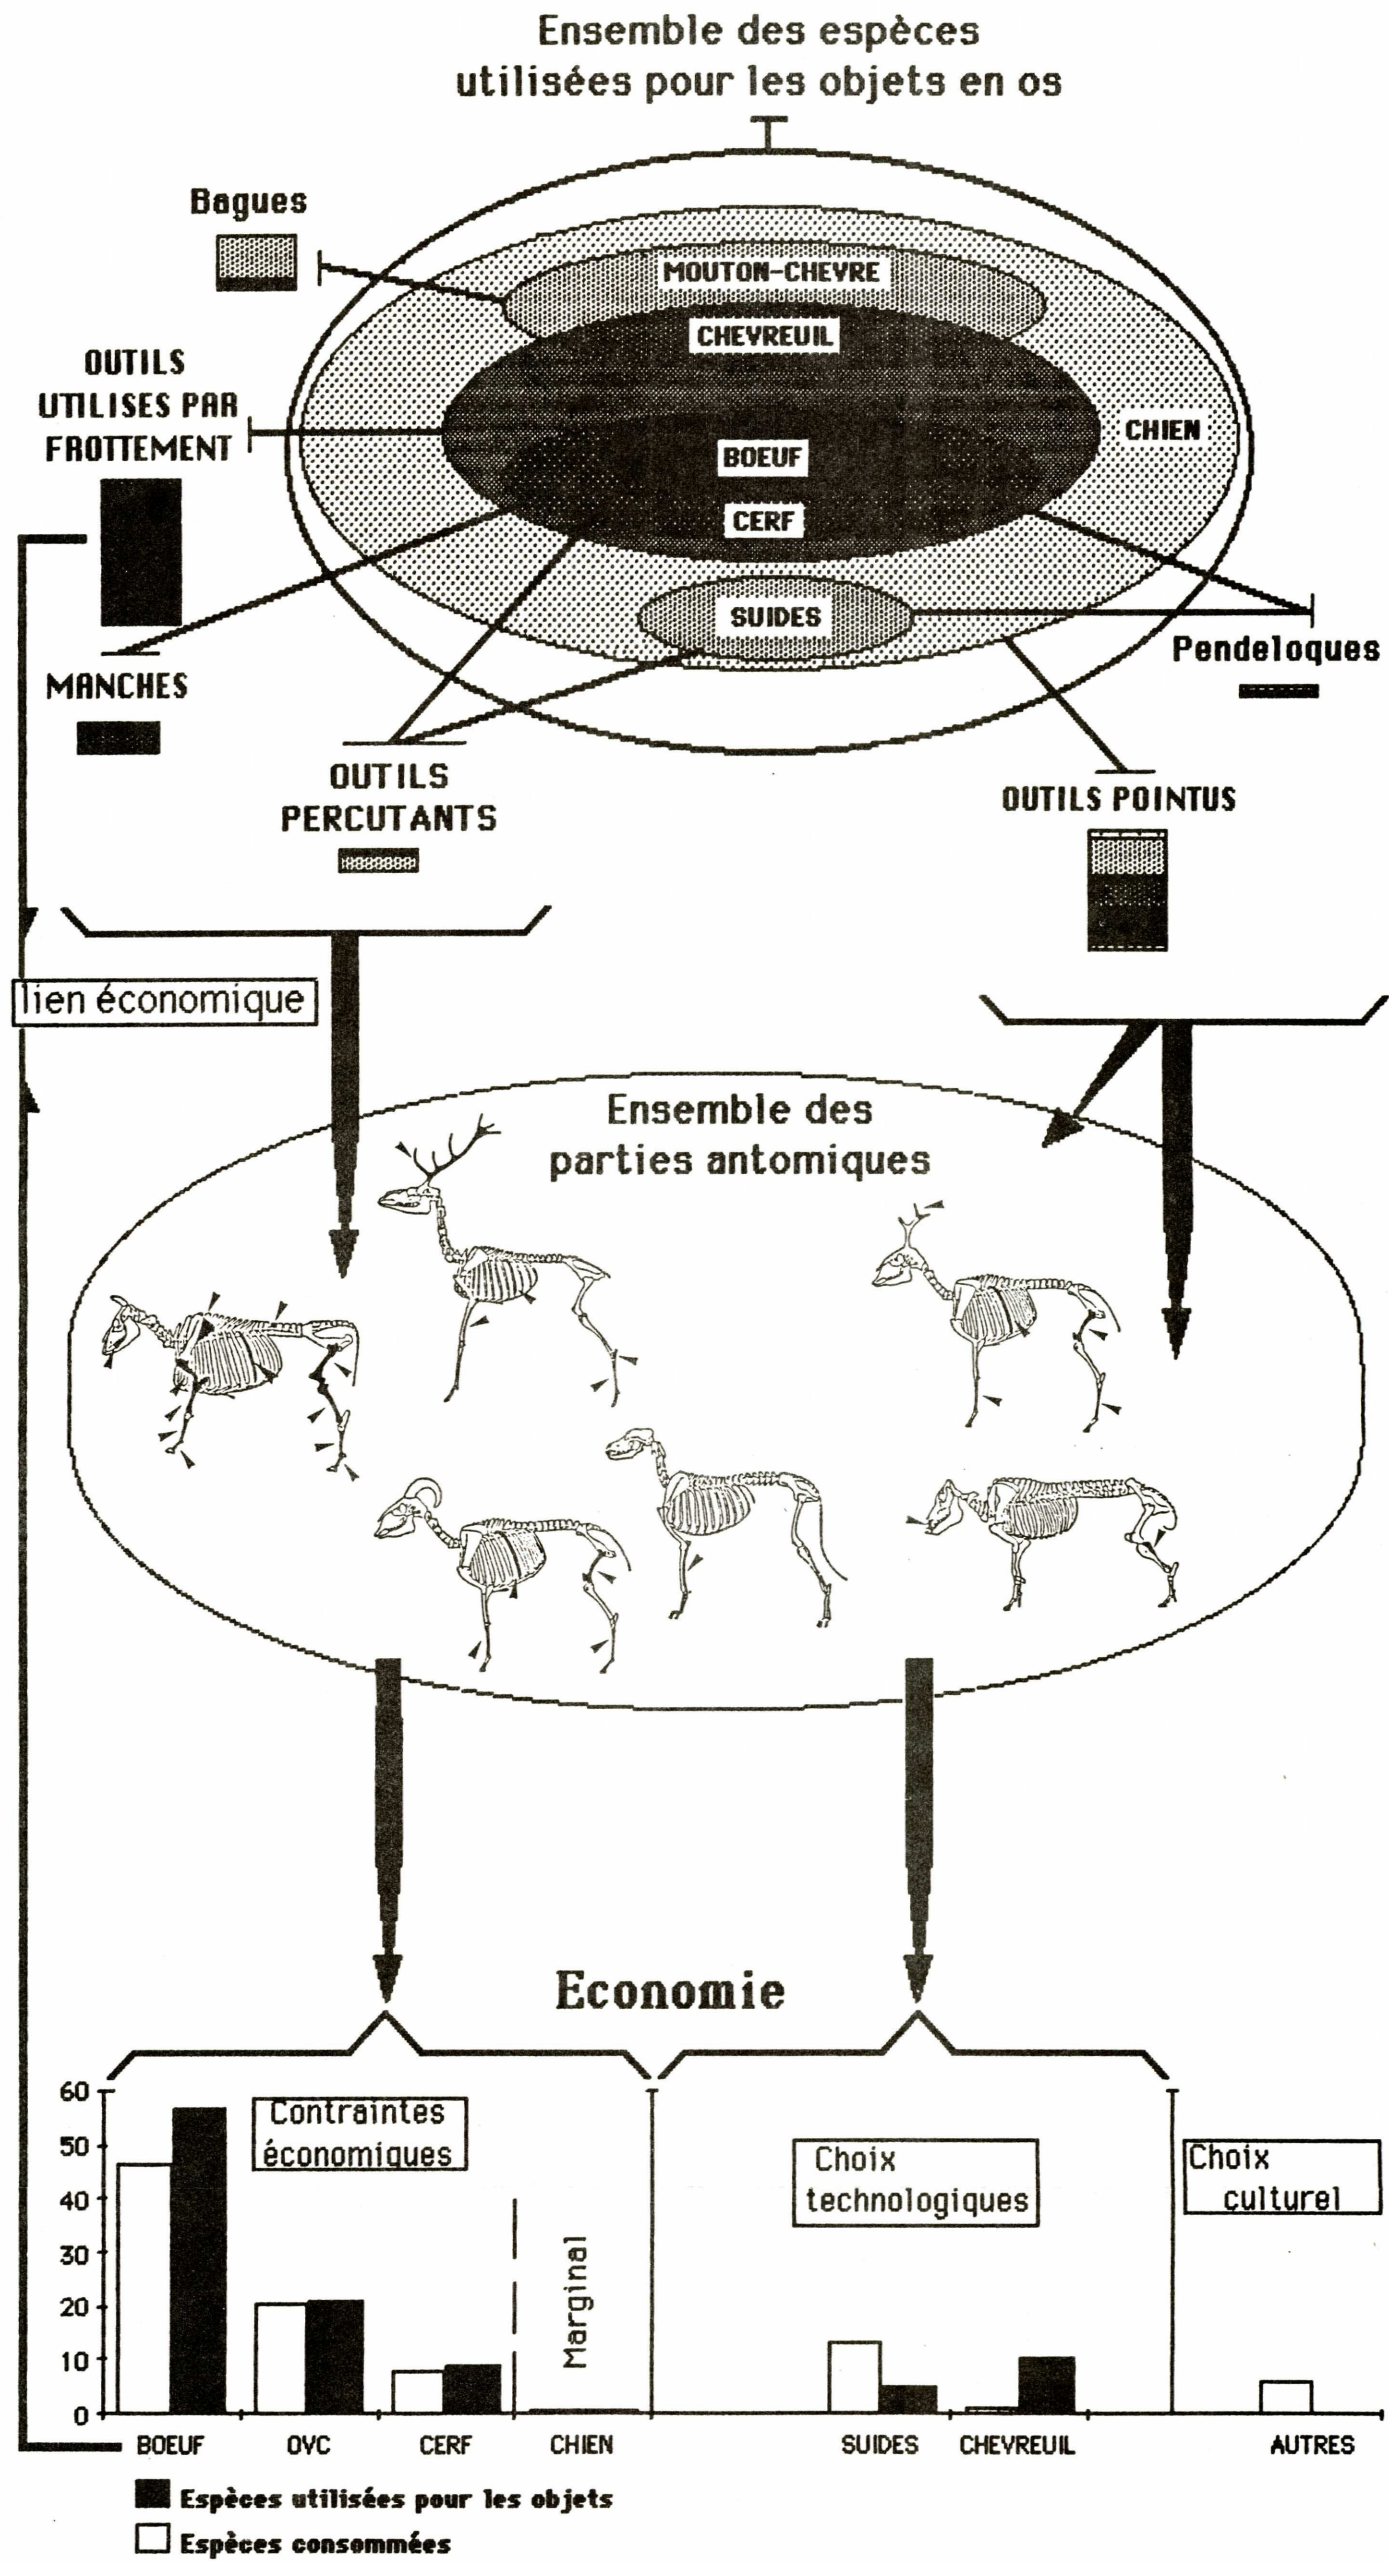 Ensemble des espèces
utilisées pour les objets en os
Bagues
MOUTON-CHEVRE
CHEVREUIL
OUTILS
UTILISES PAR
FROTTEMENT
CHIEN
BOEUF
CERF
SUIDES
Pendeloques
MANCHES
OUTILS
PERCUTANTS
OUTILS POINTUS
lien économique
Ensemble des
parties antomiques
Economie
60
50
40
30
20
10
0
Contraintes
économiques
Marginal
Choix
technologiques
Choix
culturel
BOEUF OVC CERF CHIEN SUIDES CHEVREUIL AUTRES
Espèces utilisées pour les objets
Espèces consommées